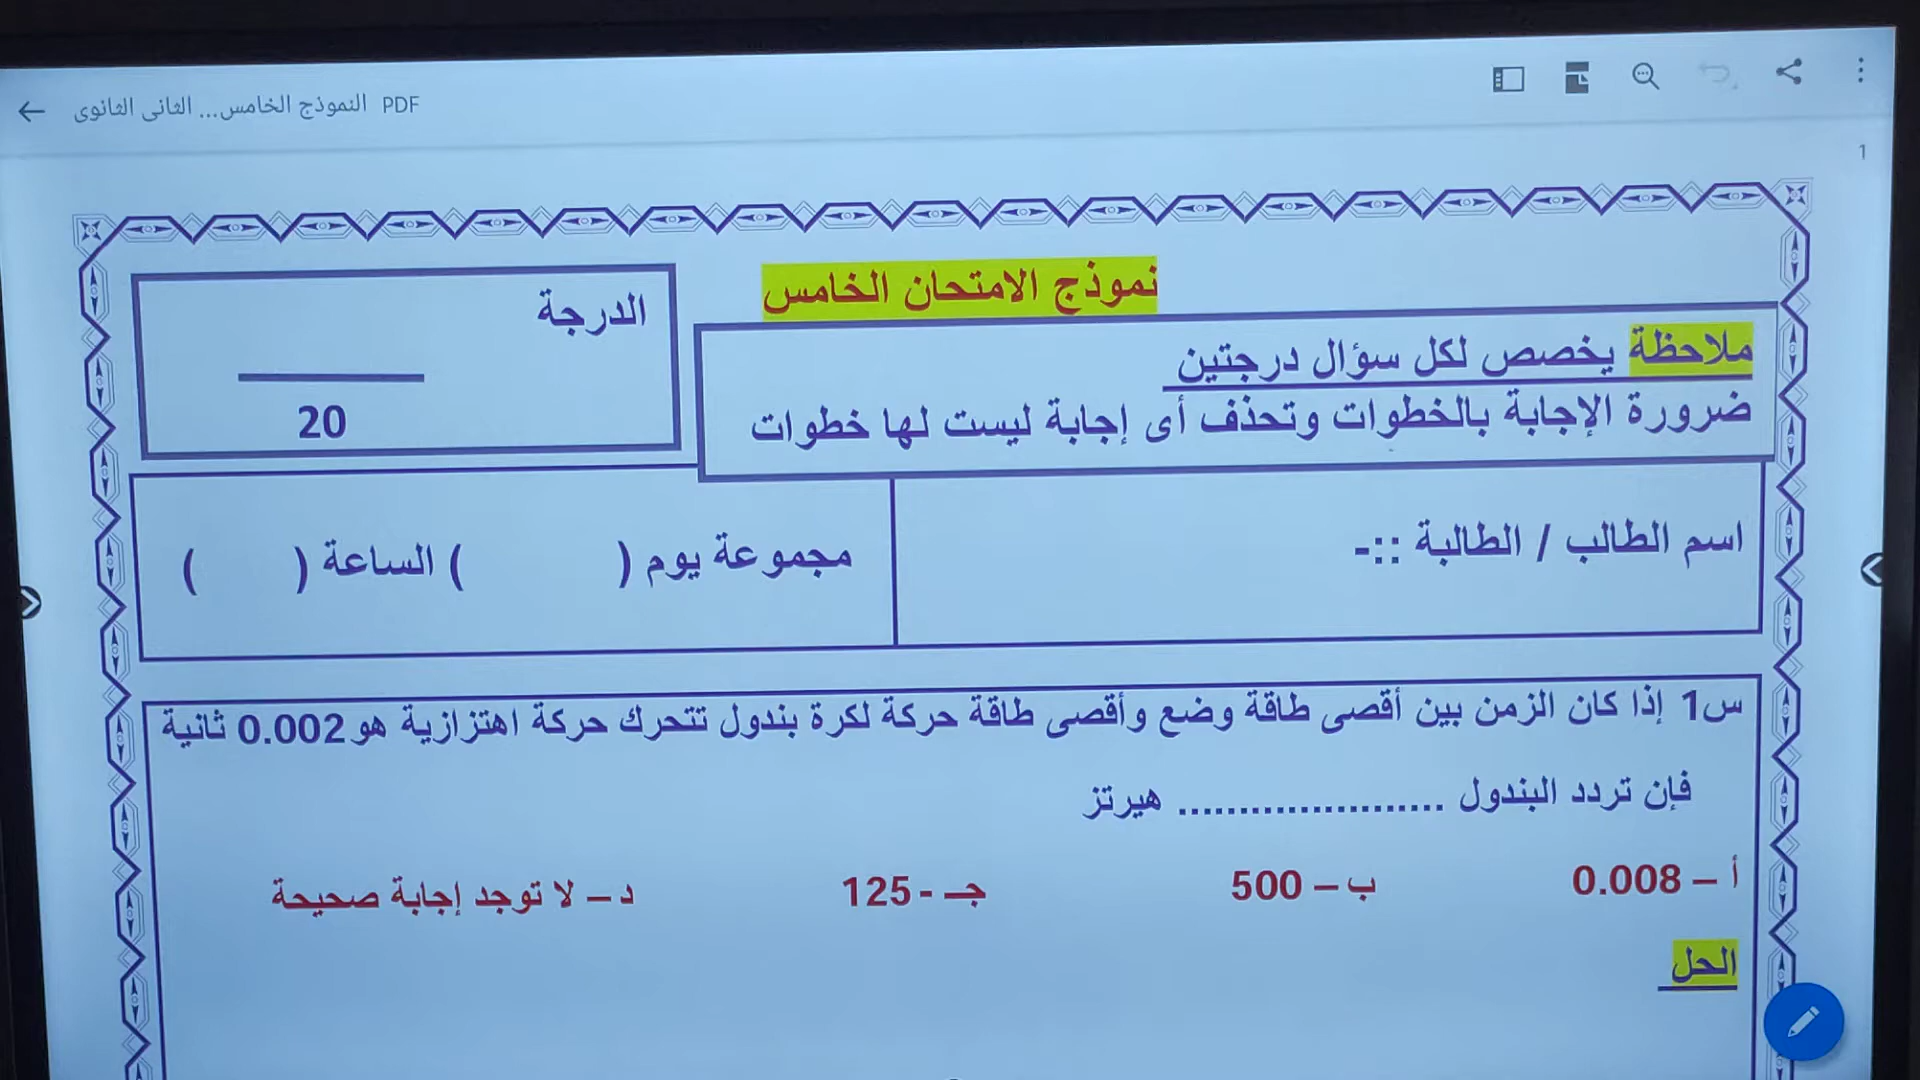 النموذج الخامس... الثانى الثانوى PDF
1
نموذج الامتحان الخامس
الدرجة
20
ملاحظة يخصص لكل سؤال درجتين
ضرورة الإجابة بالخطوات وتحذف أى إجابة ليست لها خطوات
اسم الطالب / الطالبة ::-
مجموعة يوم ( ) الساعة ( )
س1 إذا كان الزمن بين أقصى طاقة وضع وأقصى طاقة حركة لكرة بندول تتحرك حركة اهتزازية هو 0.002 ثانية
فإن تردد البندول ...................... هيرتز
أ – 0.008 ب – 500 جـ - 125 د – لا توجد إجابة صحيحة
الحل